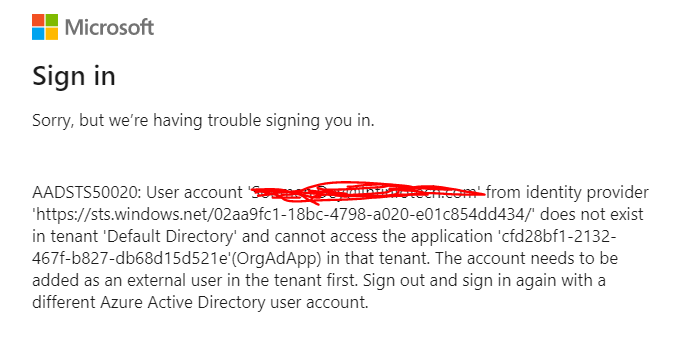 Microsoft
Sign in
Sorry, but we're having trouble signing you in.
AADSTS50020: User account ' ' from identity provider
'https://sts.windows.net/02aa9fc1-18bc-4798-a020-e01c854dd434/' does not exist
in tenant 'Default Directory' and cannot access the application 'cfd28bf1-2132-
467f-b827-db68d15d521e'(OrgAdApp) in that tenant. The account needs to be
added as an external user in the tenant first. Sign out and sign in again with a
different Azure Active Directory user account.